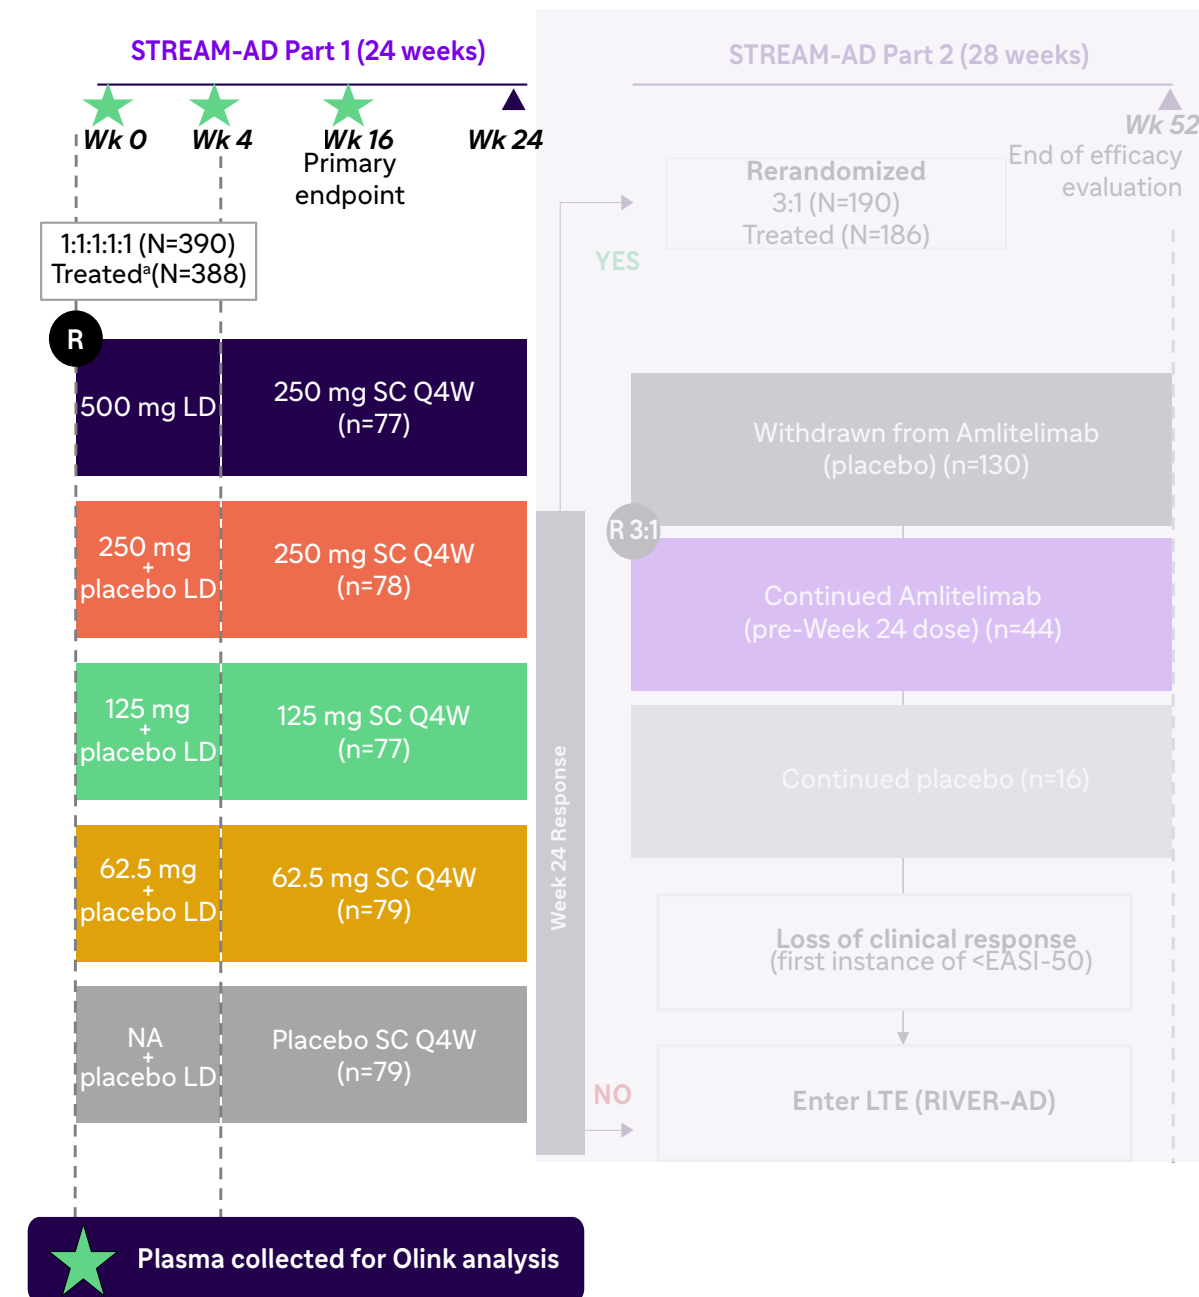 STREAM-AD Part 1 (24 weeks)
Wk 0
Wk 4
Wk 16
Wk 24
Primary
endpoint
1:1:1:1:1 (N=390)
Treatedᵃ(N=388)
R
500 mg LD
250 mg SC Q4W
(n=77)
250 mg
+
placebo LD
250 mg SC Q4W
(n=78)
125 mg
+
placebo LD
125 mg SC Q4W
(n=77)
62.5 mg
+
placebo LD
62.5 mg SC Q4W
(n=79)
NA
+
placebo LD
Placebo SC Q4W
(n=79)
Plasma collected for Olink analysis
STREAM-AD Part 2 (28 weeks)
Wk 52
End of efficacy
evaluation
Rerandomized
3:1 (N=190)
Treated (N=186)
YES
Week 24 Response
Withdrawn from Amlitelimab
(placebo) (n=130)
R 3:1
Continued Amlitelimab
(pre-Week 24 dose) (n=44)
Continued placebo (n=16)
Loss of clinical response
(first instance of <EASI-50)
NO
Enter LTE (RIVER-AD)